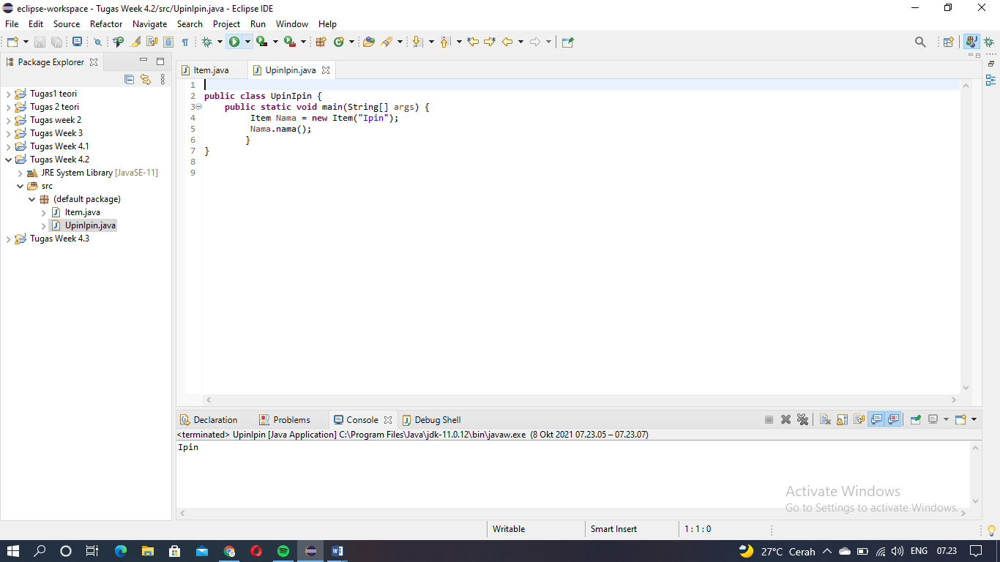 eclipse-workspace - Tugas Week 4.2/src/UpinIpin.java - Eclipse IDE
File Edit Source Refactor Navigate Search Project Run Window Help
Package Explorer
Tugas1 teori
Tugas 2 teori
Tugas week 2
Tugas Week 3
Tugas Week 4.1
Tugas Week 4.2
JRE System Library [JavaSE-11]
src
(default package)
Item.java
UpinIpin.java
Tugas Week 4.3
Item.java UpinIpin.java
1
2 public class UpinIpin {
3 public static void main(String[] args) {
4 Item Nama = new Item("Ipin");
5 Nama.nama();
6 }
7 }
8
9
Declaration Problems Console Debug Shell
<terminated> UpinIpin [Java Application] C:\Program Files\Java\jdk-11.0.12\bin\javaw.exe (8 Okt 2021 07.23.05 – 07.23.07)
Ipin
Activate Windows
Go to Settings to activate Windows.
Writable Smart Insert 1 : 1 : 0
27°C Cerah ENG 07.23